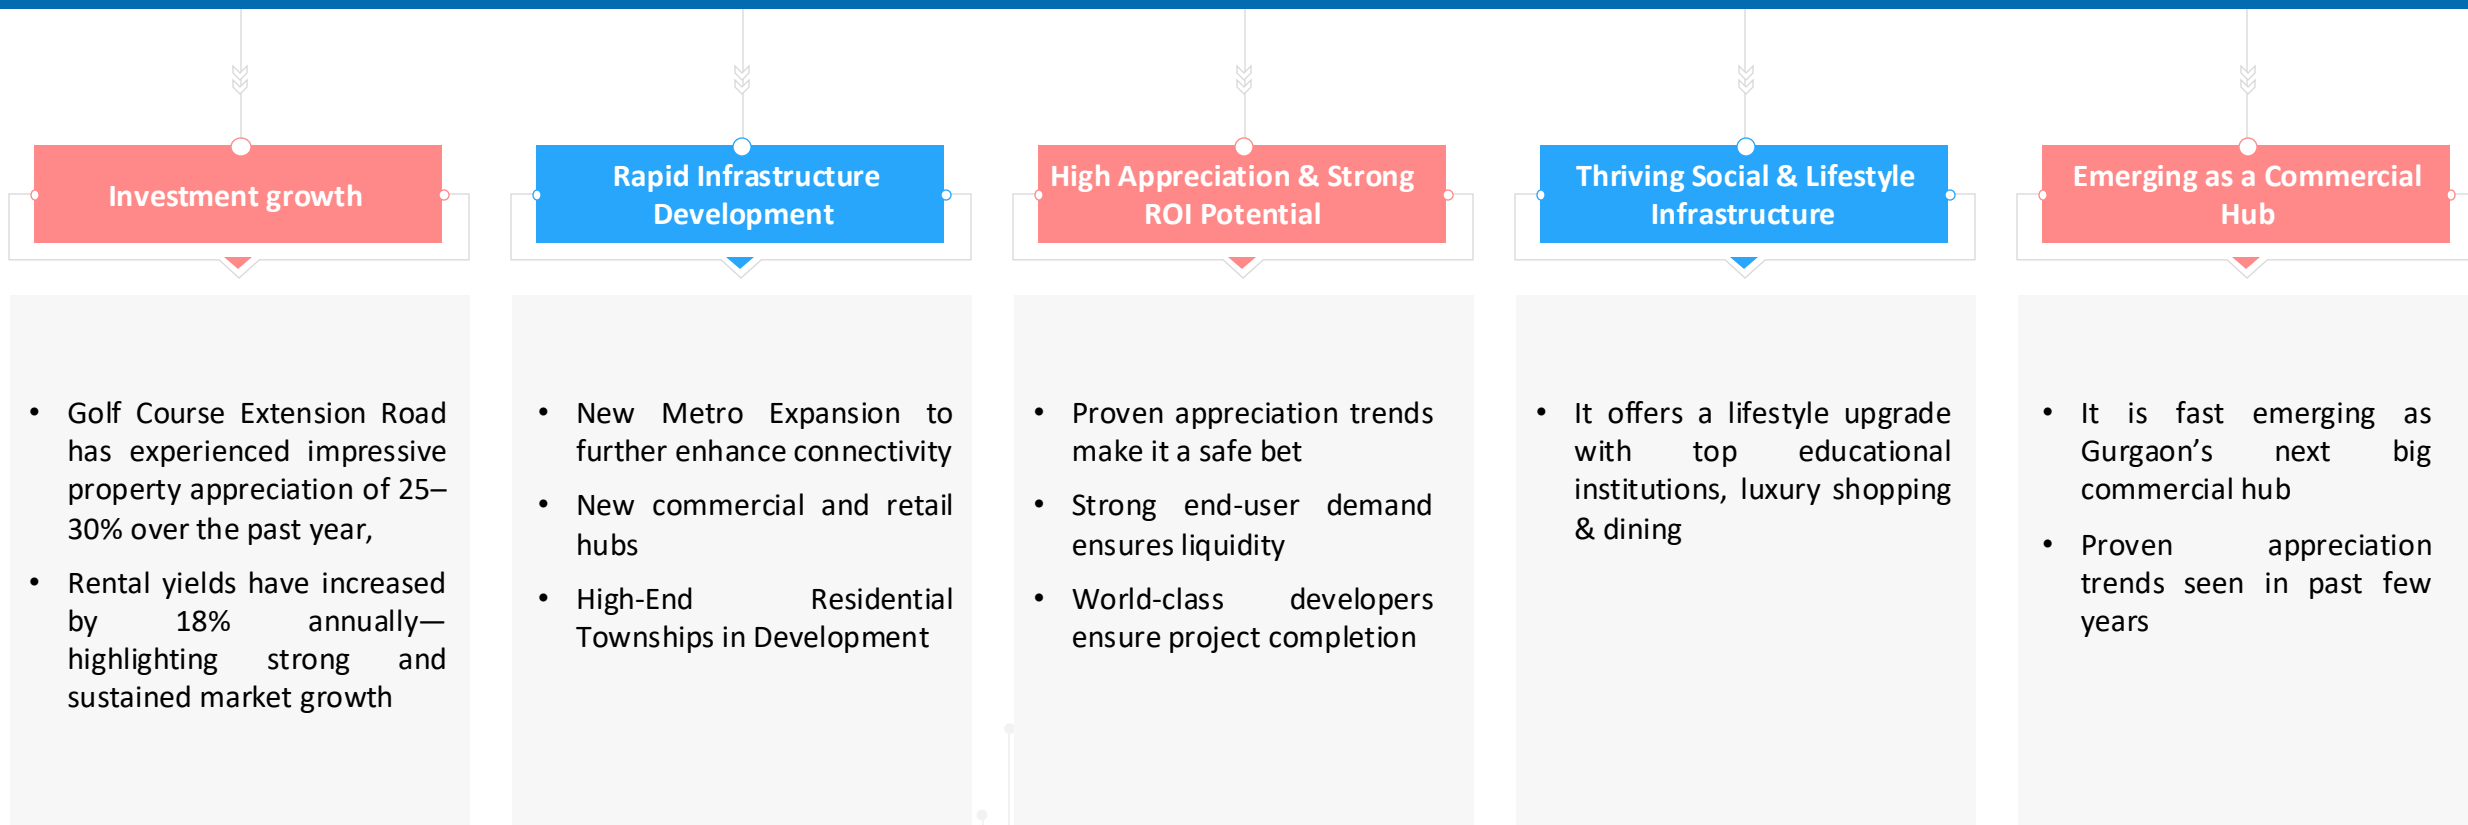 Investment growth
• Golf Course Extension Road
has experienced impressive
property appreciation of 25–
30% over the past year,
• Rental yields have increased
by 18% annually—
highlighting strong and
sustained market growth
Rapid Infrastructure
Development
• New Metro Expansion to
further enhance connectivity
• New commercial and retail
hubs
• High-End Residential
Townships in Development
High Appreciation & Strong
ROI Potential
• Proven appreciation trends
make it a safe bet
• Strong end-user demand
ensures liquidity
• World-class developers
ensure project completion
Thriving Social & Lifestyle
Infrastructure
• It offers a lifestyle upgrade
with top educational
institutions, luxury shopping
& dining
Emerging as a Commercial
Hub
• It is fast emerging as
Gurgaon’s next big
commercial hub
• Proven appreciation
trends seen in past few
years